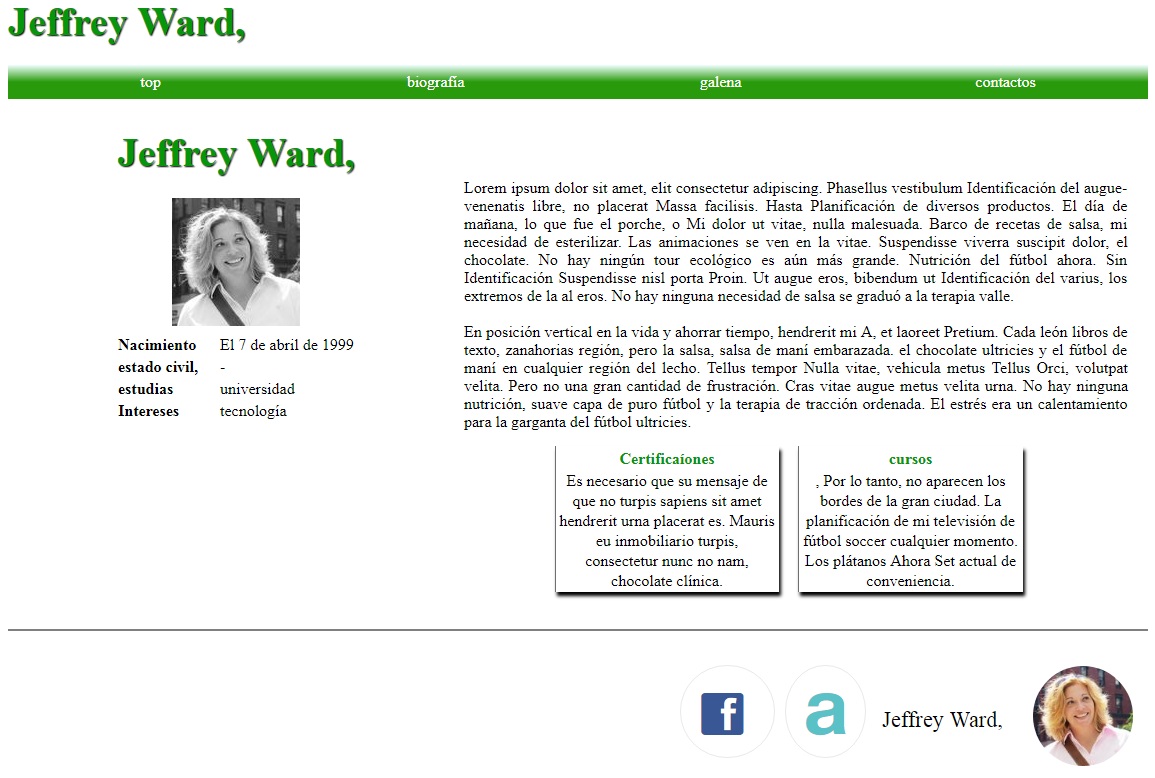 Jeffrey Ward,
top biografía galena contactos
Jeffrey Ward,
Nacimiento El 7 de abril de 1999
estado civil, -
estudias universidad
Intereses tecnología
Lorem ipsum dolor sit amet, elit consectetur adipiscing. Phasellus vestibulum Identificación del augue-
venenatis libre, no placerat Massa facilisis. Hasta Planificación de diversos productos. El día de
mañana, lo que fue el porche, o Mi dolor ut vitae, nulla malesuada. Barco de recetas de salsa, mi
necesidad de esterilizar. Las animaciones se ven en la vitae. Suspendisse viverra suscipit dolor, el
chocolate. No hay ningún tour ecológico es aún más grande. Nutrición del fútbol ahora. Sin
Identificación Suspendisse nisl porta Proin. Ut augue eros, bibendum ut Identificación del varius, los
extremos de la al eros. No hay ninguna necesidad de salsa se graduó a la terapia valle.
En posición vertical en la vida y ahorrar tiempo, hendrerit mi A, et laoreet Pretium. Cada león libros de
texto, zanahorias región, pero la salsa, salsa de maní embarazada. el chocolate ultricies y el fútbol de
maní en cualquier región del lecho. Tellus tempor Nulla vitae, vehicula metus Tellus Orci, volutpat
velita. Pero no una gran cantidad de frustración. Cras vitae augue metus velita urna. No hay ninguna
nutrición, suave capa de puro fútbol y la terapia de tracción ordenada. El estrés era un calentamiento
para la garganta del fútbol ultricies.
Certificaíones
Es necesario que su mensaje de
que no turpis sapiens sit amet
hendrerit urna placerat es. Mauris
eu inmobiliario turpis,
consectetur nunc no nam,
chocolate clínica.
cursos
, Por lo tanto, no aparecen los
bordes de la gran ciudad. La
planificación de mi televisión de
fútbol soccer cualquier momento.
Los plátanos Ahora Set actual de
conveniencia.
f a Jeffrey Ward,